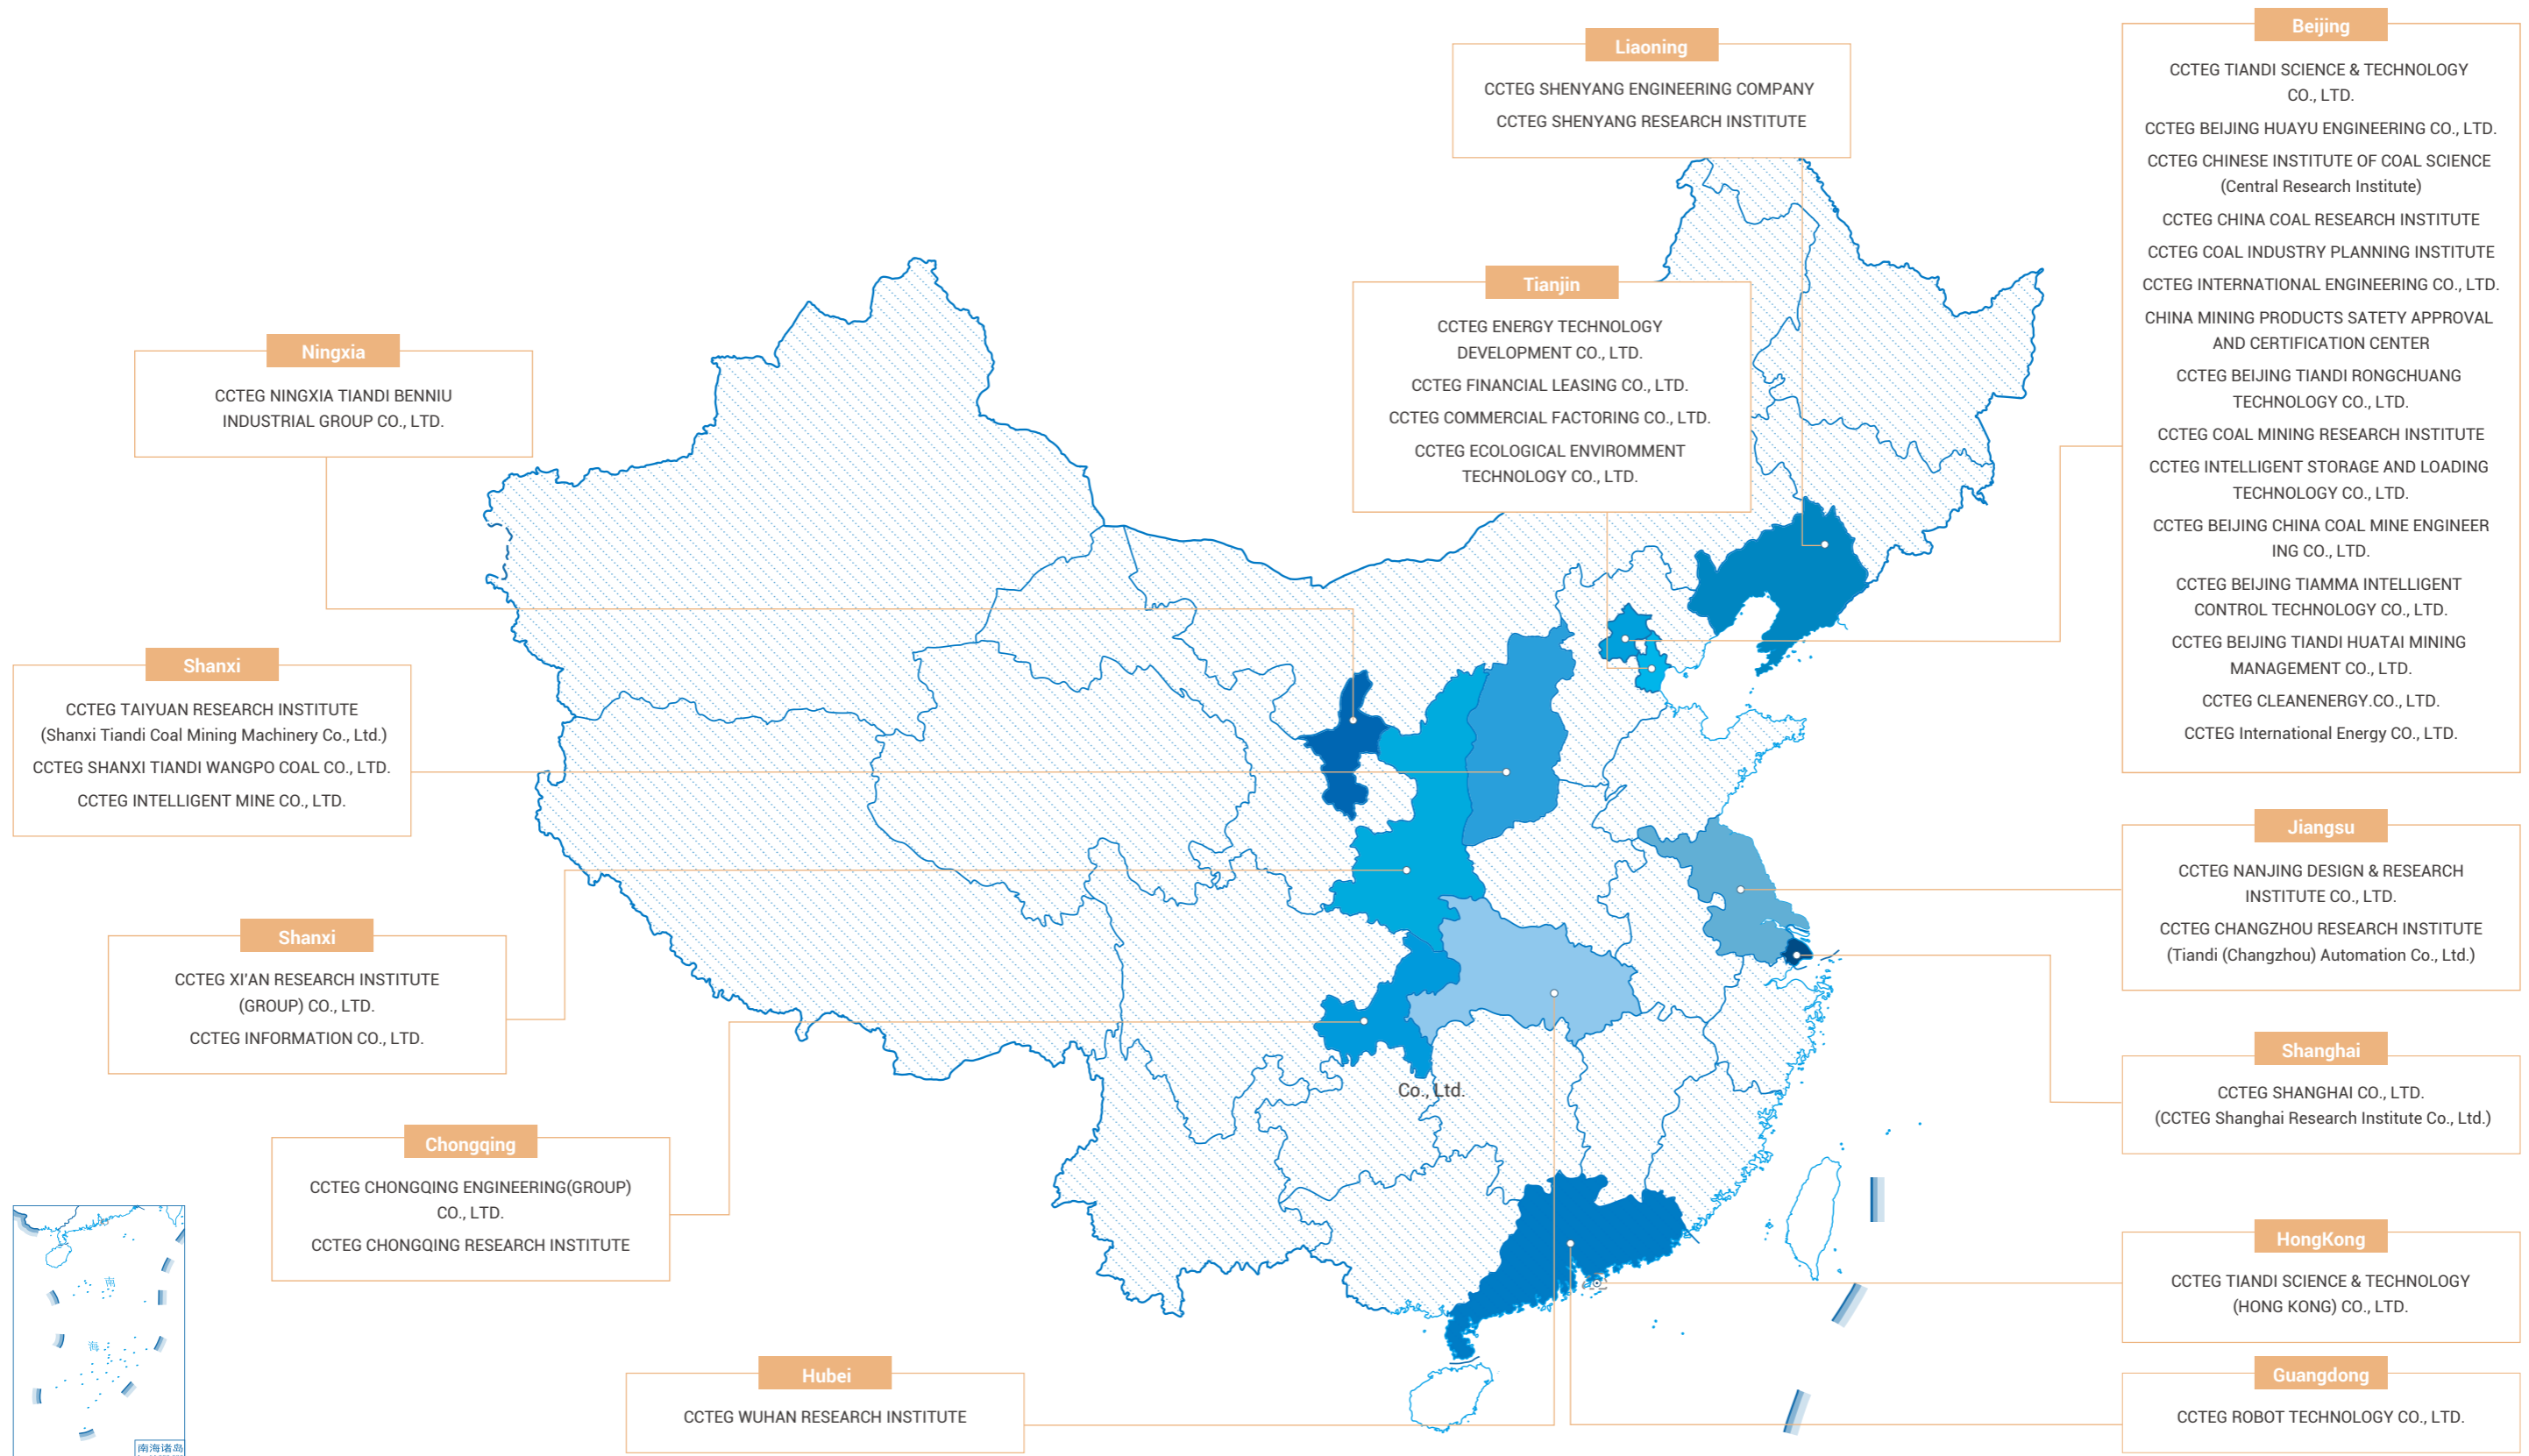 Liaoning
CCTEG SHENYANG ENGINEERING COMPANY
CCTEG SHENYANG RESEARCH INSTITUTE
Tianjin
CCTEG ENERGY TECHNOLOGY
DEVELOPMENT CO., LTD.
CCTEG FINANCIAL LEASING CO., LTD.
CCTEG COMMERCIAL FACTORING CO., LTD.
CCTEG ECOLOGICAL ENVIROMMENT
TECHNOLOGY CO., LTD.
Ningxia
CCTEG NINGXIA TIANDI BENNIU
INDUSTRIAL GROUP CO., LTD.
Shanxi
CCTEG TAIYUAN RESEARCH INSTITUTE
(Shanxi Tiandi Coal Mining Machinery Co., Ltd.)
CCTEG SHANXI TIANDI WANGPO COAL CO., LTD.
CCTEG INTELLIGENT MINE CO., LTD.
Shanxi
CCTEG XI'AN RESEARCH INSTITUTE
(GROUP) CO., LTD.
CCTEG INFORMATION CO., LTD.
Chongqing
CCTEG CHONGQING ENGINEERING(GROUP)
CO., LTD.
CCTEG CHONGQING RESEARCH INSTITUTE
Hubei
CCTEG WUHAN RESEARCH INSTITUTE
Co., Ltd.
Beijing
CCTEG TIANDI SCIENCE & TECHNOLOGY
CO., LTD.
CCTEG BEIJING HUAYU ENGINEERING CO., LTD.
CCTEG CHINESE INSTITUTE OF COAL SCIENCE
(Central Research Institute)
CCTEG CHINA COAL RESEARCH INSTITUTE
CCTEG COAL INDUSTRY PLANNING INSTITUTE
CCTEG INTERNATIONAL ENGINEERING CO., LTD.
CHINA MINING PRODUCTS SATETY APPROVAL
AND CERTIFICATION CENTER
CCTEG BEIJING TIANDI RONGCHUANG
TECHNOLOGY CO., LTD.
CCTEG COAL MINING RESEARCH INSTITUTE
CCTEG INTELLIGENT STORAGE AND LOADING
TECHNOLOGY CO., LTD.
CCTEG BEIJING CHINA COAL MINE ENGINEER
ING CO., LTD.
CCTEG BEIJING TIAMMA INTELLIGENT
CONTROL TECHNOLOGY CO., LTD.
CCTEG BEIJING TIANDI HUATAI MINING
MANAGEMENT CO., LTD.
CCTEG CLEANENERGY.CO., LTD.
CCTEG International Energy CO., LTD.
Jiangsu
CCTEG NANJING DESIGN & RESEARCH
INSTITUTE CO., LTD.
CCTEG CHANGZHOU RESEARCH INSTITUTE
(Tiandi (Changzhou) Automation Co., Ltd.)
Shanghai
CCTEG SHANGHAI CO., LTD.
(CCTEG Shanghai Research Institute Co., Ltd.)
HongKong
CCTEG TIANDI SCIENCE & TECHNOLOGY
(HONG KONG) CO., LTD.
Guangdong
CCTEG ROBOT TECHNOLOGY CO., LTD.
南
海
南海诸岛